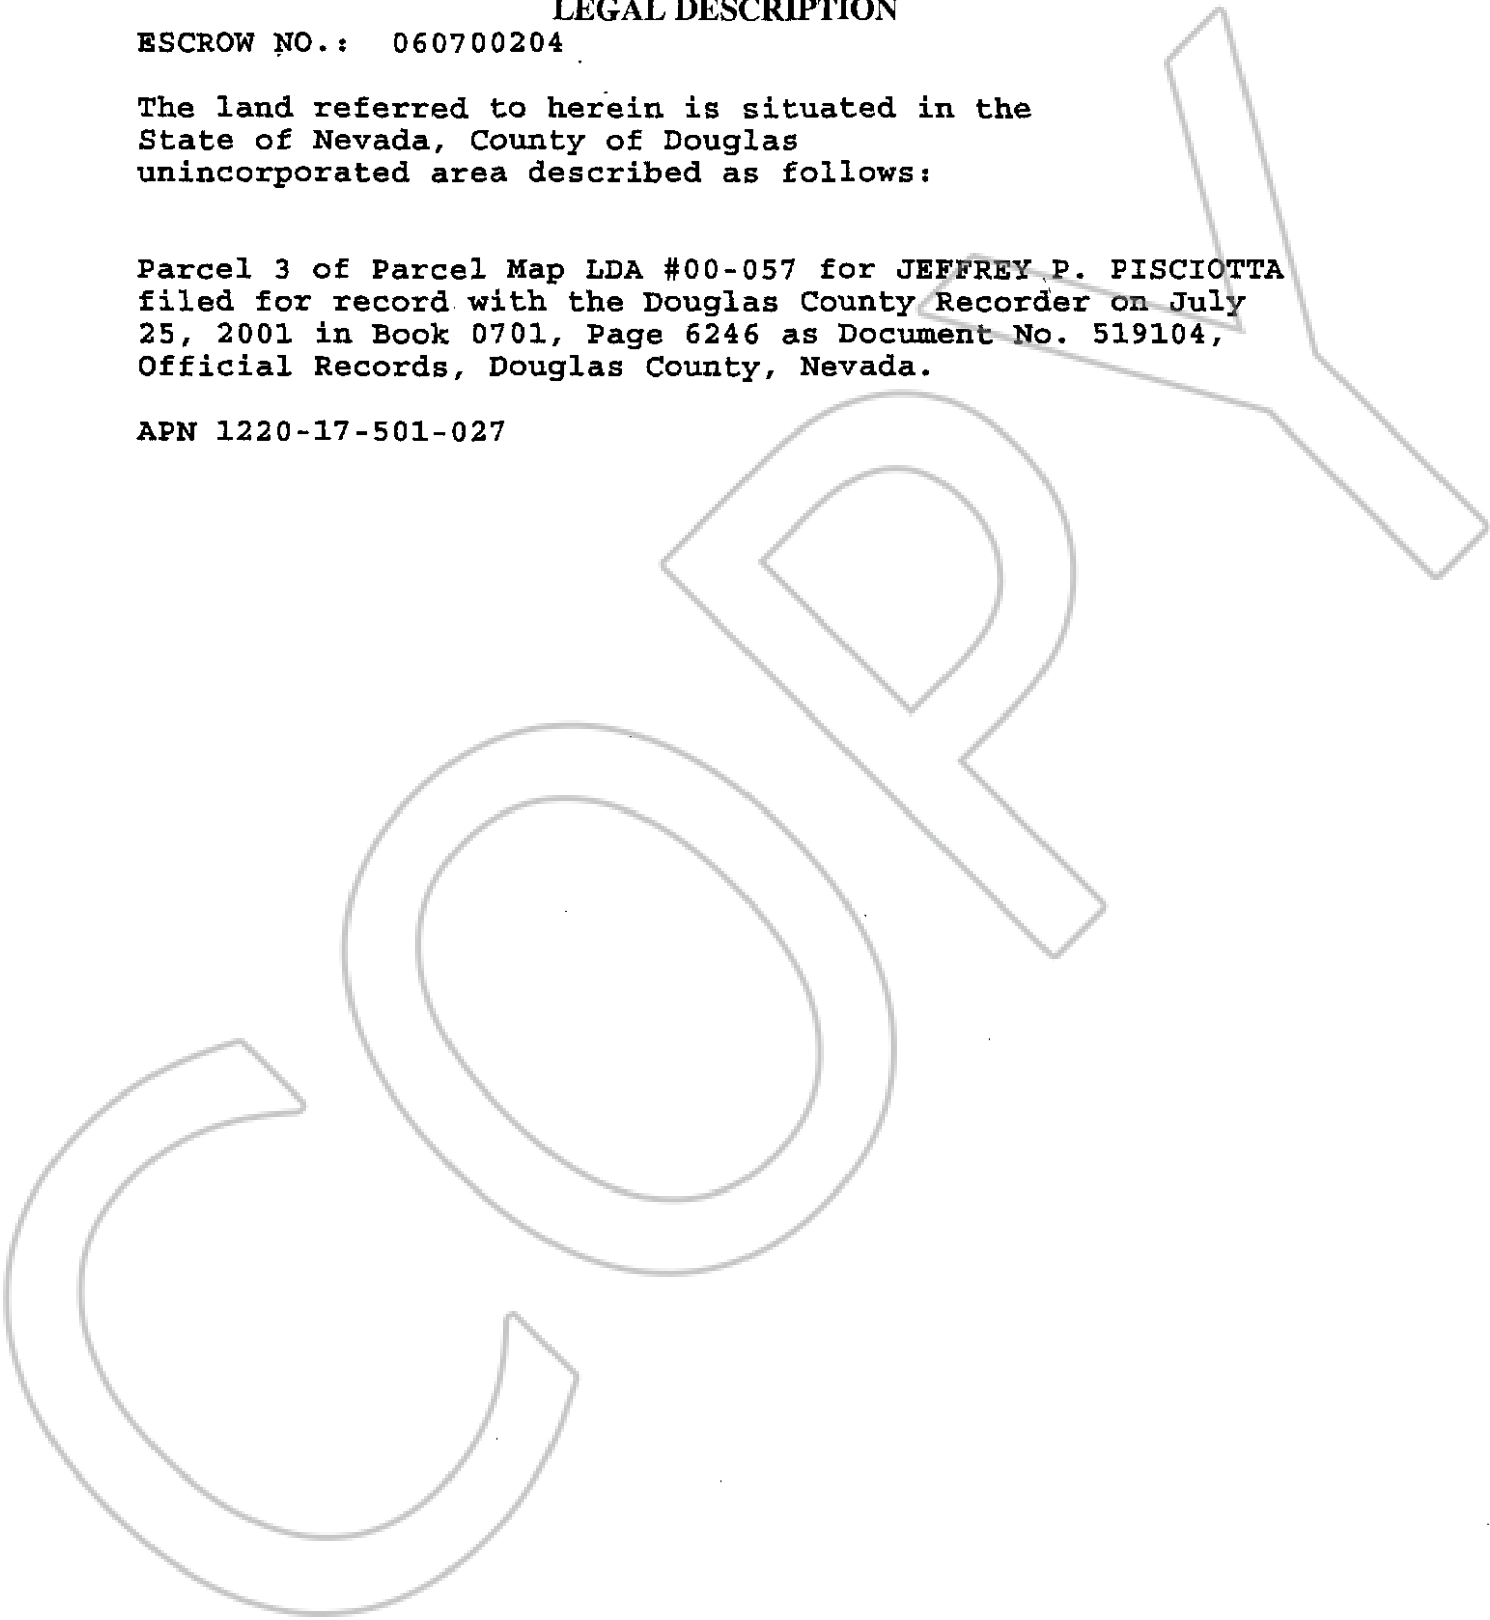 LEGAL DESCRIPTION
ESCROW NO.: 060700204
The land referred to herein is situated in the
State of Nevada, County of Douglas
unincorporated area described as follows:
Parcel 3 of Parcel Map LDA #00-057 for JEFFREY P. PISCIOTTA
filed for record with the Douglas County Recorder on July
25, 2001 in Book 0701, Page 6246 as Document No. 519104,
Official Records, Douglas County, Nevada.
APN 1220-17-501-027
COPY